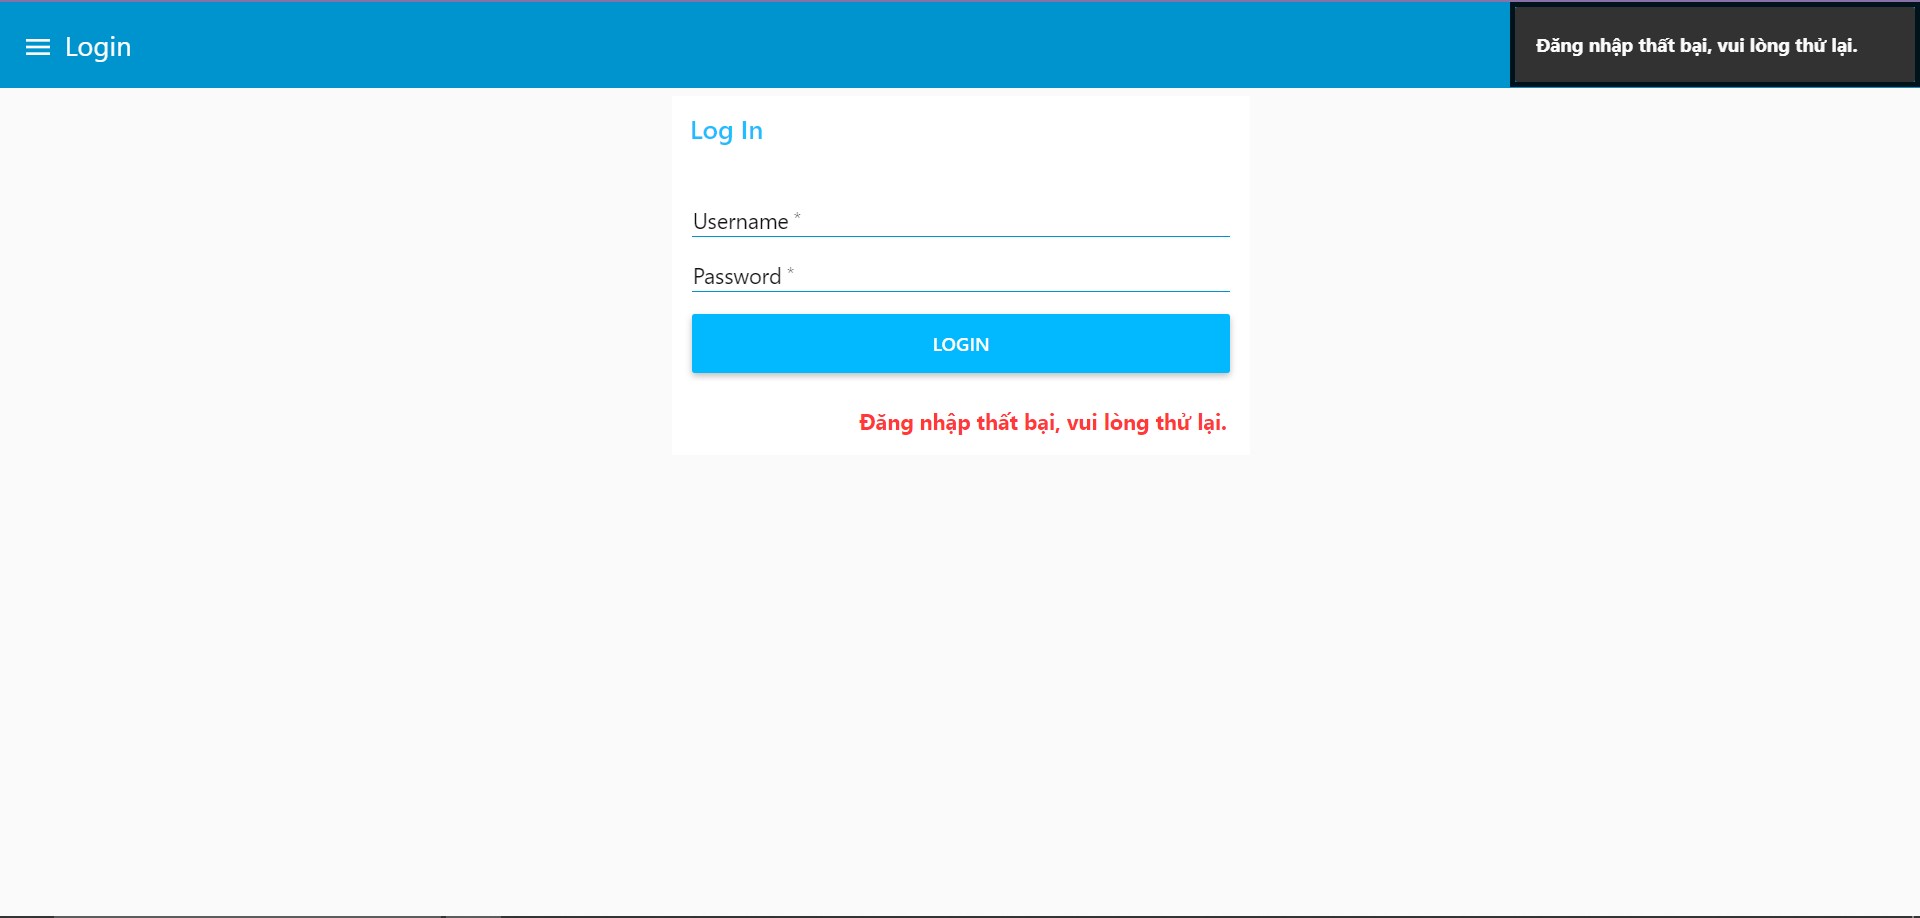 Login
Đăng nhập thất bại, vui lòng thử lại.
Log In
Username *
Password *
LOGIN
Đăng nhập thất bại, vui lòng thử lại.